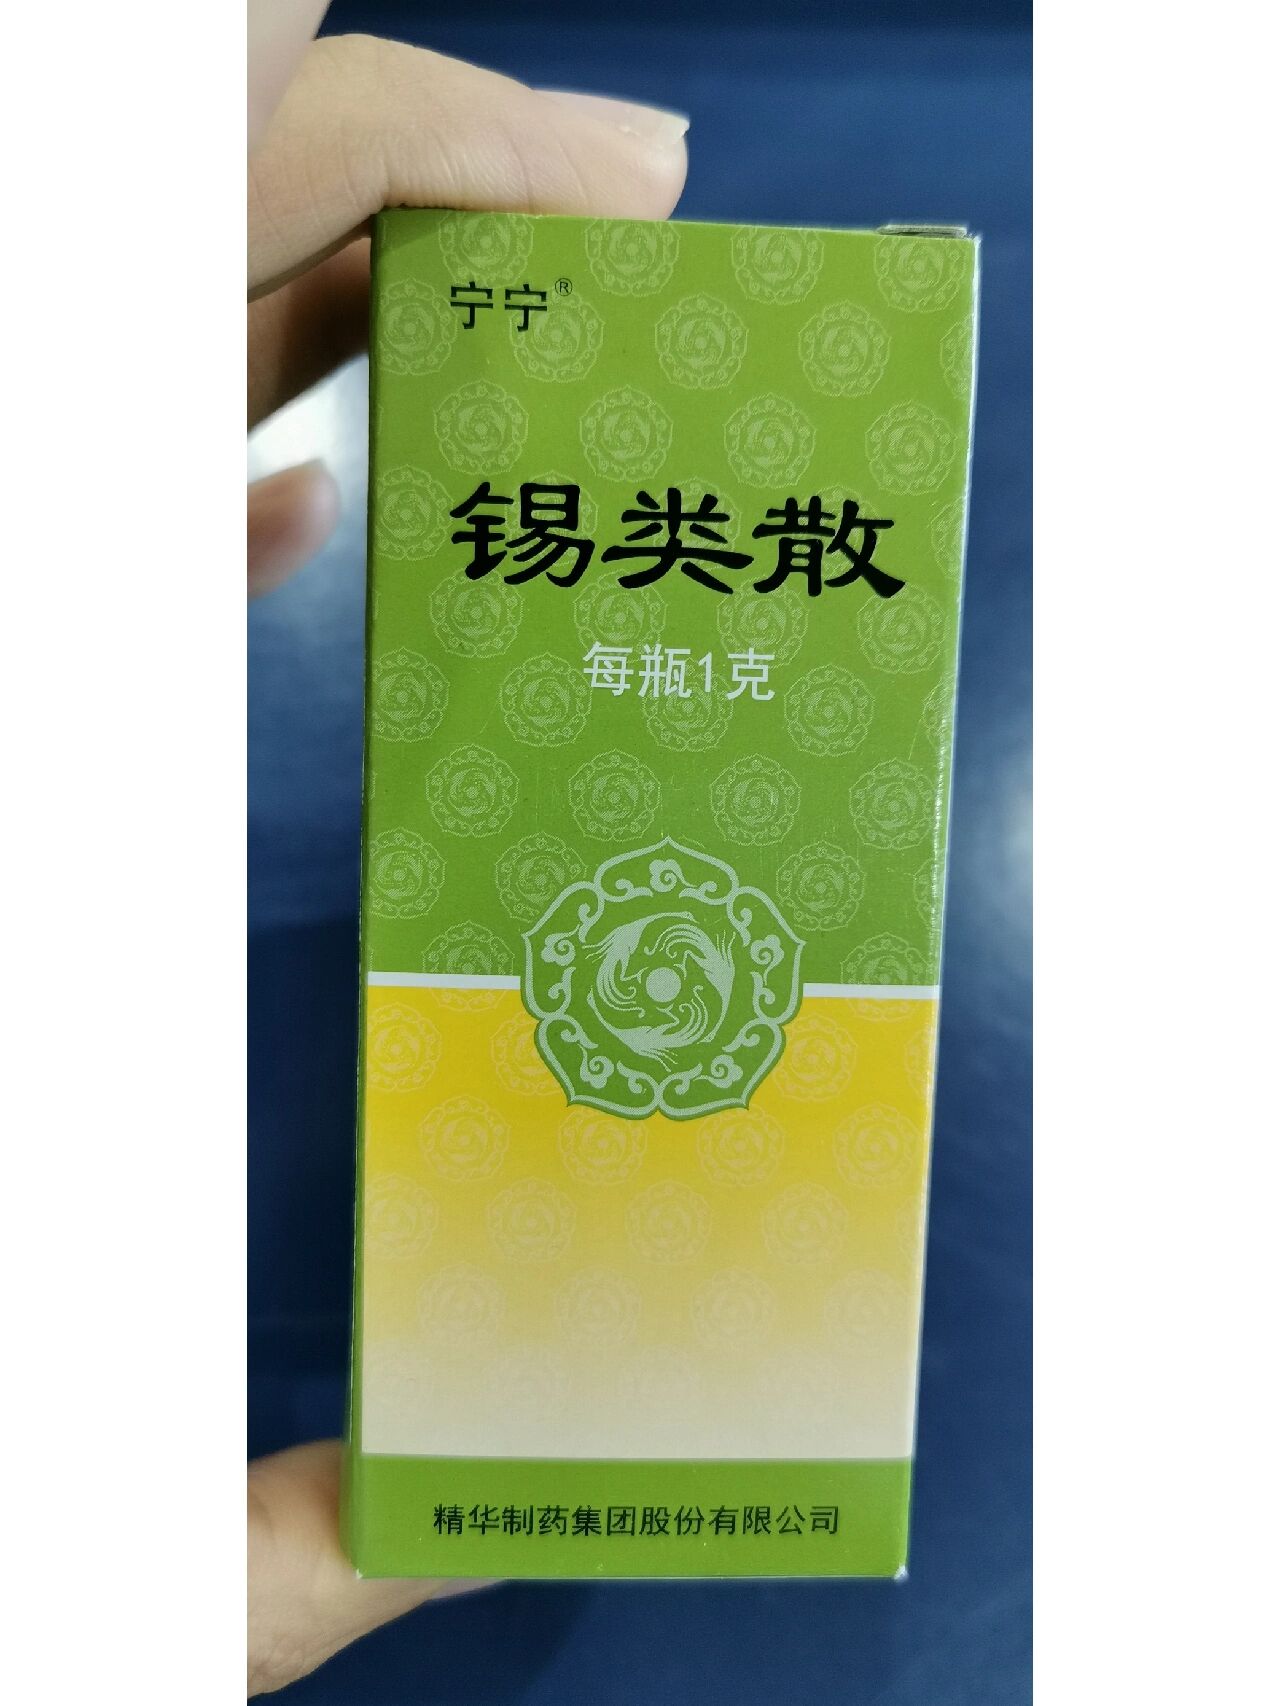 宁宁®
锡类散
每瓶1克
精华制药集团股份有限公司